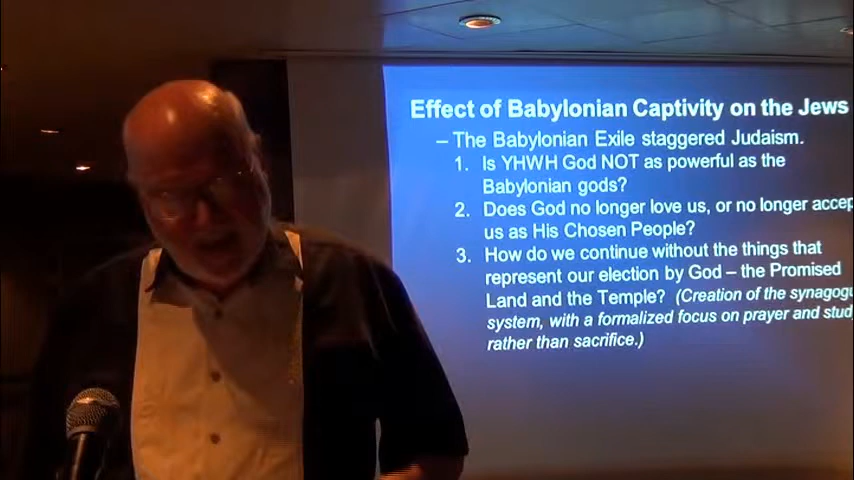 Effect of Babylonian Captivity on the Jews
– The Babylonian Exile staggered Judaism.
1. Is YHWH God NOT as powerful as the
Babylonian gods?
2. Does God no longer love us, or no longer accep
us as His Chosen People?
3. How do we continue without the things that
represent our election by God – the Promised
Land and the Temple? (Creation of the synagogu
system, with a formalized focus on prayer and stud
rather than sacrifice.)